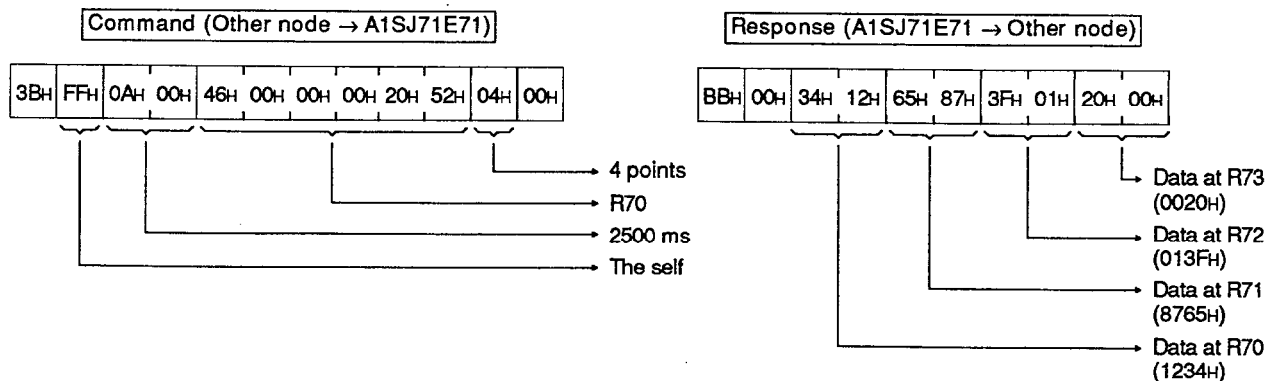 Command (Other node → A1SJ71E71)
3BH FFH 0AH 00H 46H 00H 00H 00H 20H 52H 04H 00H
4 points
R70
2500 ms
The self
Response (A1SJ71E71 → Other node)
BBH 00H 34H 12H 65H 87H 3FH 01H 20H 00H
Data at R73
(0020H)
Data at R72
(013FH)
Data at R71
(8765H)
Data at R70
(1234H)